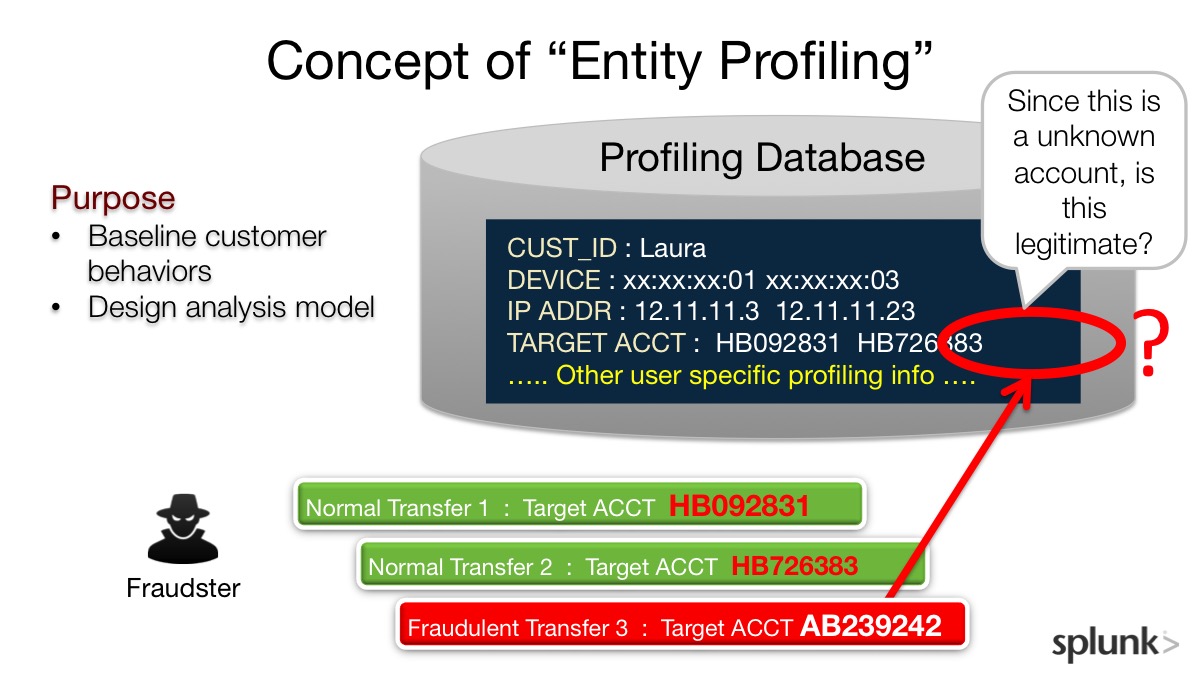 Concept of “Entity Profiling”
Since this is
a unknown
account, is
this
legitimate?
Profiling Database
Purpose
• Baseline customer
behaviors
• Design analysis model
CUST_ID : Laura
DEVICE : xx:xx:xx:01 xx:xx:xx:03
IP ADDR : 12.11.11.3 12.11.11.23
TARGET ACCT : HB092831 HB726383
….. Other user specific profiling info ….
?
Normal Transfer 1 : Target ACCT HB092831
Normal Transfer 2 : Target ACCT HB726383
Fraudulent Transfer 3 : Target ACCT AB239242
Fraudster
splunk>